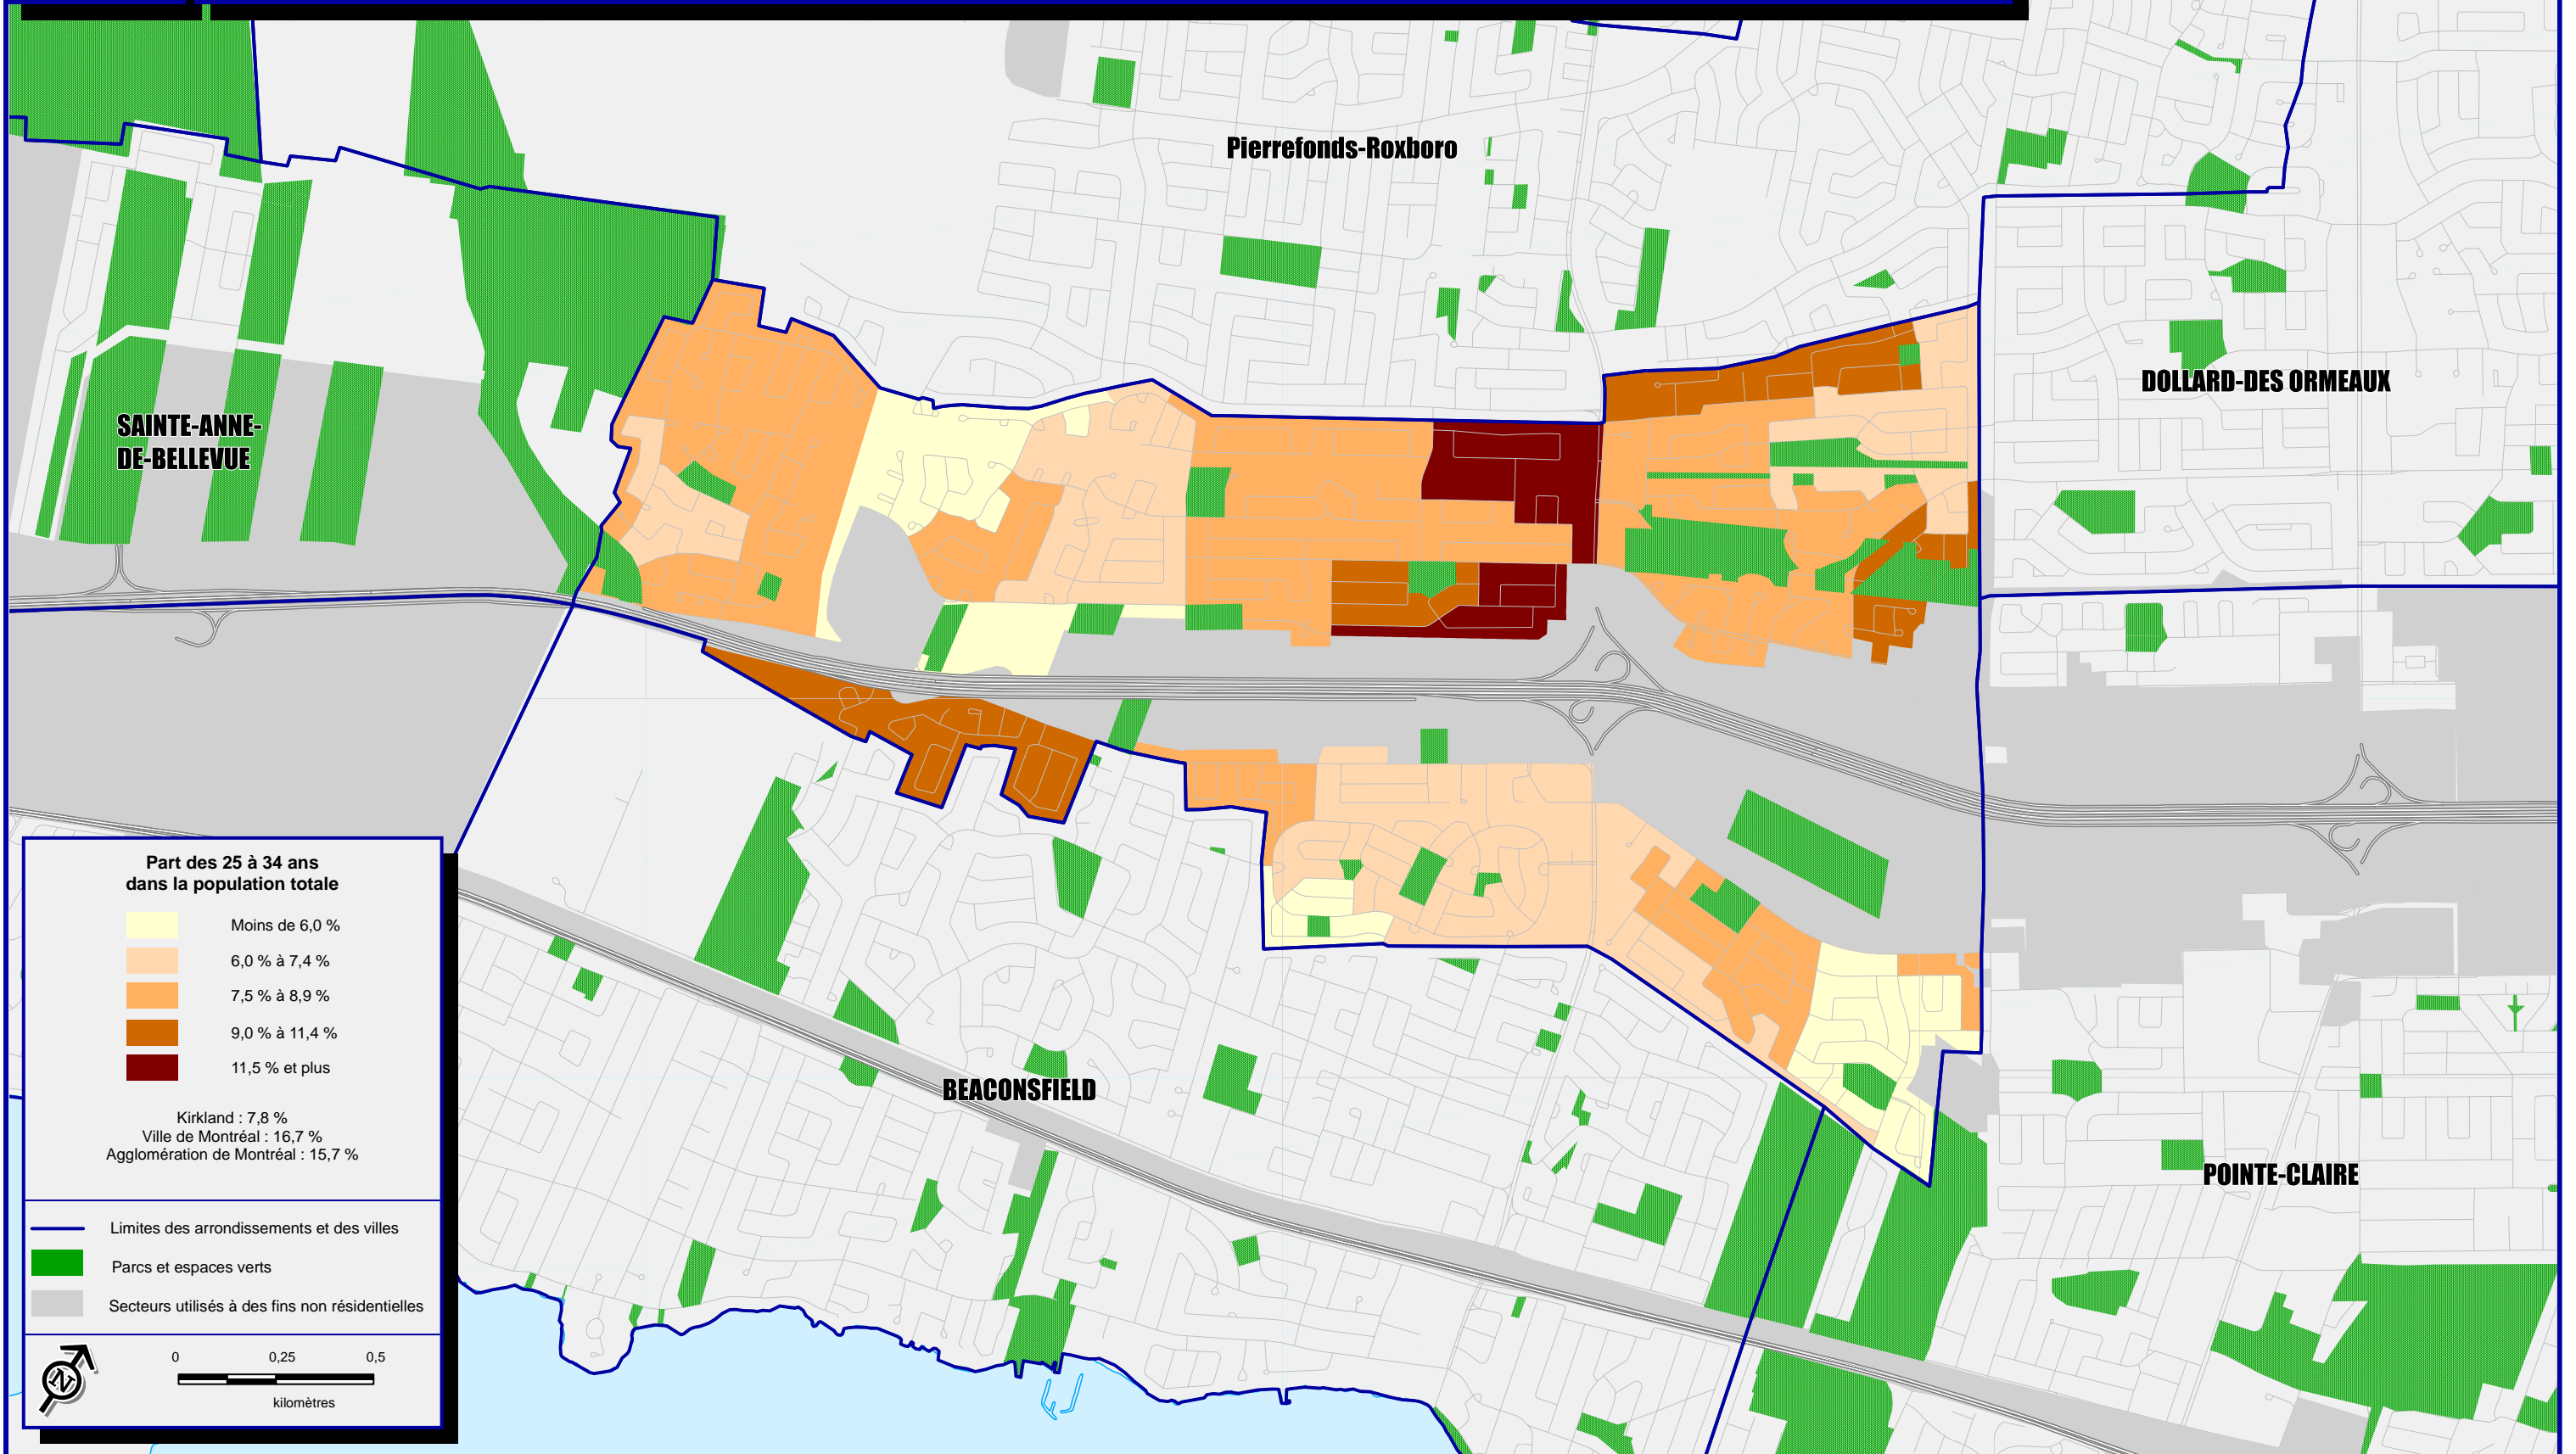 Pierrefonds-Roxboro
DOLLARD-DES ORMEAUX
SAINTE-ANNE-
DE-BELLEVUE
BEACONSFIELD
POINTE-CLAIRE
Part des 25 à 34 ans
dans la population totale
Moins de 6,0 %
6,0 % à 7,4 %
7,5 % à 8,9 %
9,0 % à 11,4 %
11,5 % et plus
Kirkland : 7,8 %
Ville de Montréal : 16,7 %
Agglomération de Montréal : 15,7 %
Limites des arrondissements et des villes
Parcs et espaces verts
Secteurs utilisés à des fins non résidentielles
N
0 0,25 0,5
kilomètres